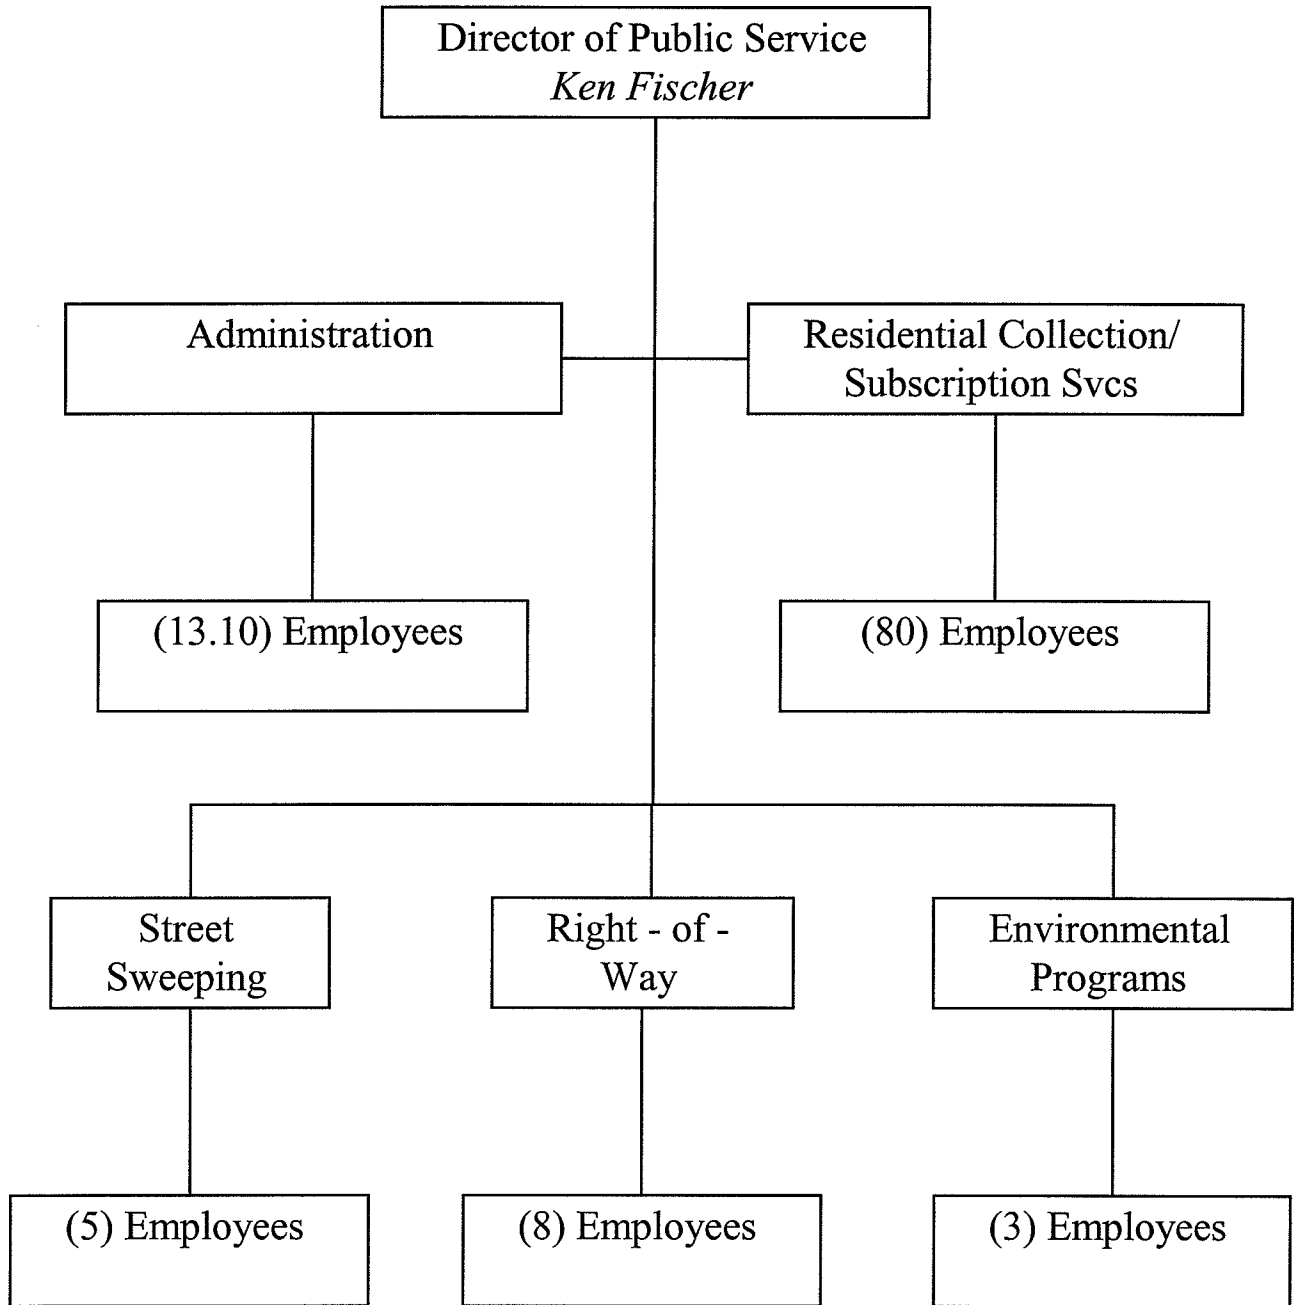 Director of Public Service
Ken Fischer
Administration
Residential Collection/
Subscription Svcs
(13.10) Employees
(80) Employees
Street
Sweeping
Right - of -
Way
Environmental
Programs
(5) Employees
(8) Employees
(3) Employees